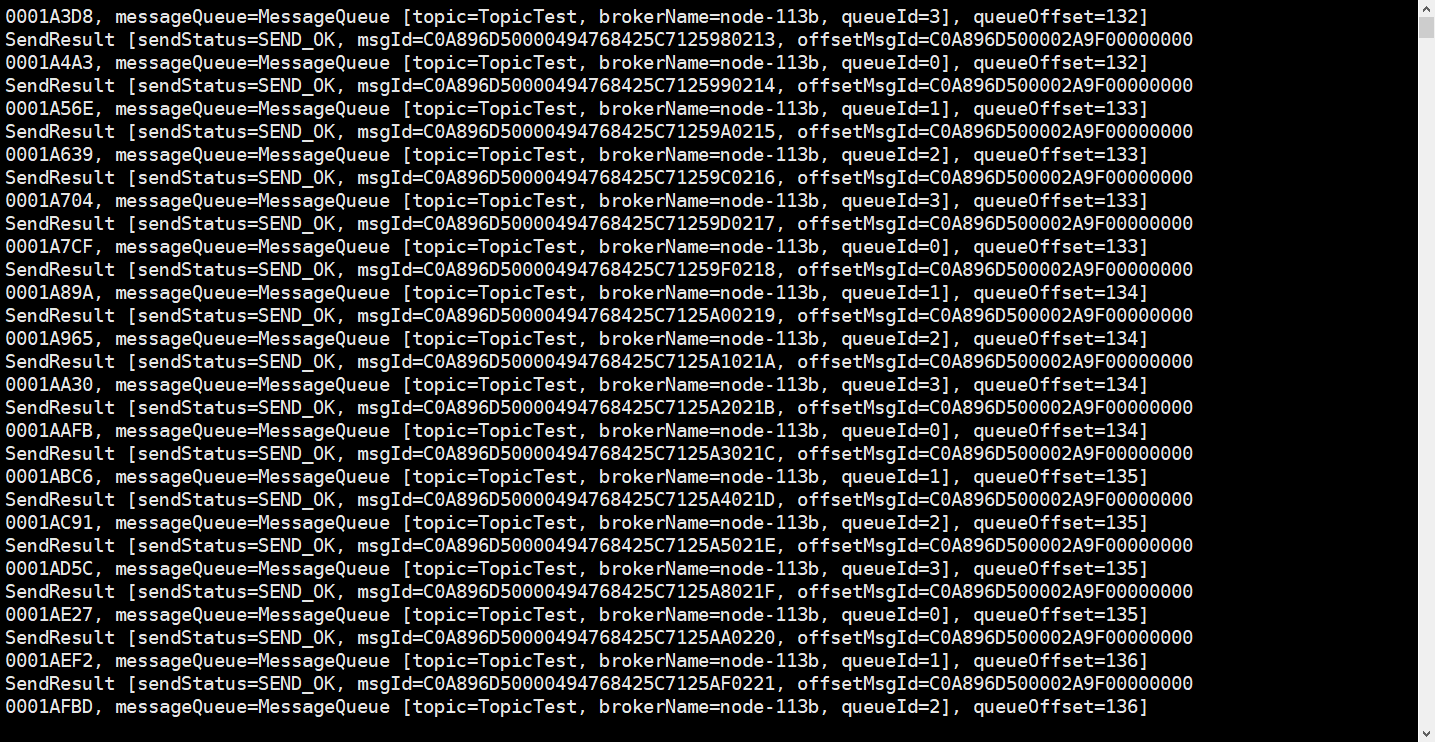 0001A3D8, messageQueue=MessageQueue [topic=TopicTest, brokerName=node-113b, queueId=3], queueOffset=132]
SendResult [sendStatus=SEND_OK, msgId=C0A896D50000494768425C7125980213, offsetMsgId=C0A896D500002A9F00000000
0001A4A3, messageQueue=MessageQueue [topic=TopicTest, brokerName=node-113b, queueId=0], queueOffset=132]
SendResult [sendStatus=SEND_OK, msgId=C0A896D50000494768425C7125990214, offsetMsgId=C0A896D500002A9F00000000
0001A56E, messageQueue=MessageQueue [topic=TopicTest, brokerName=node-113b, queueId=1], queueOffset=133]
SendResult [sendStatus=SEND_OK, msgId=C0A896D50000494768425C71259A0215, offsetMsgId=C0A896D500002A9F00000000
0001A639, messageQueue=MessageQueue [topic=TopicTest, brokerName=node-113b, queueId=2], queueOffset=133]
SendResult [sendStatus=SEND_OK, msgId=C0A896D50000494768425C71259C0216, offsetMsgId=C0A896D500002A9F00000000
0001A704, messageQueue=MessageQueue [topic=TopicTest, brokerName=node-113b, queueId=3], queueOffset=133]
SendResult [sendStatus=SEND_OK, msgId=C0A896D50000494768425C71259D0217, offsetMsgId=C0A896D500002A9F00000000
0001A7CF, messageQueue=MessageQueue [topic=TopicTest, brokerName=node-113b, queueId=0], queueOffset=133]
SendResult [sendStatus=SEND_OK, msgId=C0A896D50000494768425C71259F0218, offsetMsgId=C0A896D500002A9F00000000
0001A89A, messageQueue=MessageQueue [topic=TopicTest, brokerName=node-113b, queueId=1], queueOffset=134]
SendResult [sendStatus=SEND_OK, msgId=C0A896D50000494768425C7125A00219, offsetMsgId=C0A896D500002A9F00000000
0001A965, messageQueue=MessageQueue [topic=TopicTest, brokerName=node-113b, queueId=2], queueOffset=134]
SendResult [sendStatus=SEND_OK, msgId=C0A896D50000494768425C7125A1021A, offsetMsgId=C0A896D500002A9F00000000
0001AA30, messageQueue=MessageQueue [topic=TopicTest, brokerName=node-113b, queueId=3], queueOffset=134]
SendResult [sendStatus=SEND_OK, msgId=C0A896D50000494768425C7125A2021B, offsetMsgId=C0A896D500002A9F00000000
0001AAFB, messageQueue=MessageQueue [topic=TopicTest, brokerName=node-113b, queueId=0], queueOffset=134]
SendResult [sendStatus=SEND_OK, msgId=C0A896D50000494768425C7125A3021C, offsetMsgId=C0A896D500002A9F00000000
0001ABC6, messageQueue=MessageQueue [topic=TopicTest, brokerName=node-113b, queueId=1], queueOffset=135]
SendResult [sendStatus=SEND_OK, msgId=C0A896D50000494768425C7125A4021D, offsetMsgId=C0A896D500002A9F00000000
0001AC91, messageQueue=MessageQueue [topic=TopicTest, brokerName=node-113b, queueId=2], queueOffset=135]
SendResult [sendStatus=SEND_OK, msgId=C0A896D50000494768425C7125A5021E, offsetMsgId=C0A896D500002A9F00000000
0001AD5C, messageQueue=MessageQueue [topic=TopicTest, brokerName=node-113b, queueId=3], queueOffset=135]
SendResult [sendStatus=SEND_OK, msgId=C0A896D50000494768425C7125A8021F, offsetMsgId=C0A896D500002A9F00000000
0001AE27, messageQueue=MessageQueue [topic=TopicTest, brokerName=node-113b, queueId=0], queueOffset=135]
SendResult [sendStatus=SEND_OK, msgId=C0A896D50000494768425C7125AA0220, offsetMsgId=C0A896D500002A9F00000000
0001AEF2, messageQueue=MessageQueue [topic=TopicTest, brokerName=node-113b, queueId=1], queueOffset=136]
SendResult [sendStatus=SEND_OK, msgId=C0A896D50000494768425C7125AF0221, offsetMsgId=C0A896D500002A9F00000000
0001AFBD, messageQueue=MessageQueue [topic=TopicTest, brokerName=node-113b, queueId=2], queueOffset=136]